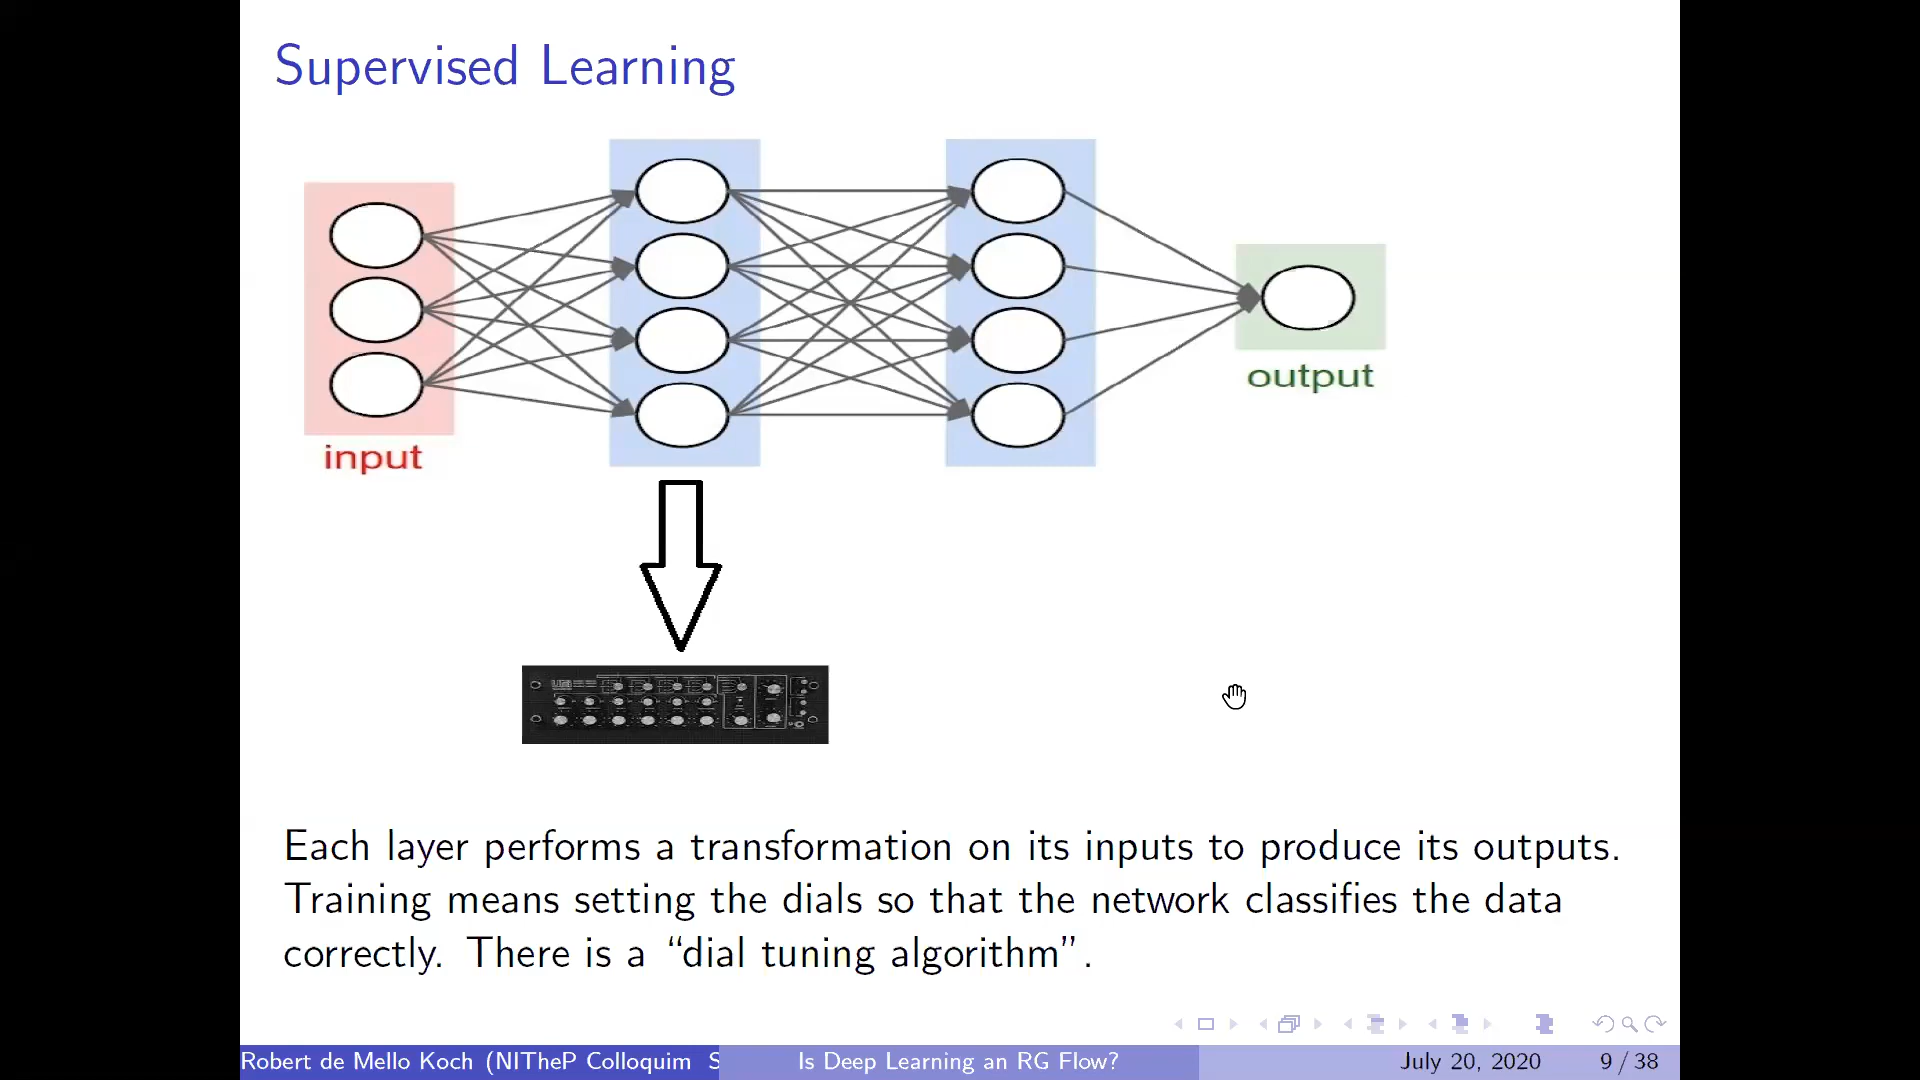 Supervised Learning
input
output
Each layer performs a transformation on its inputs to produce its outputs.
Training means setting the dials so that the network classifies the data
correctly. There is a “dial tuning algorithm”.
Robert de Mello Koch (NITheP Colloquim S
Is Deep Learning an RG Flow?
July 20, 2020
9 / 38